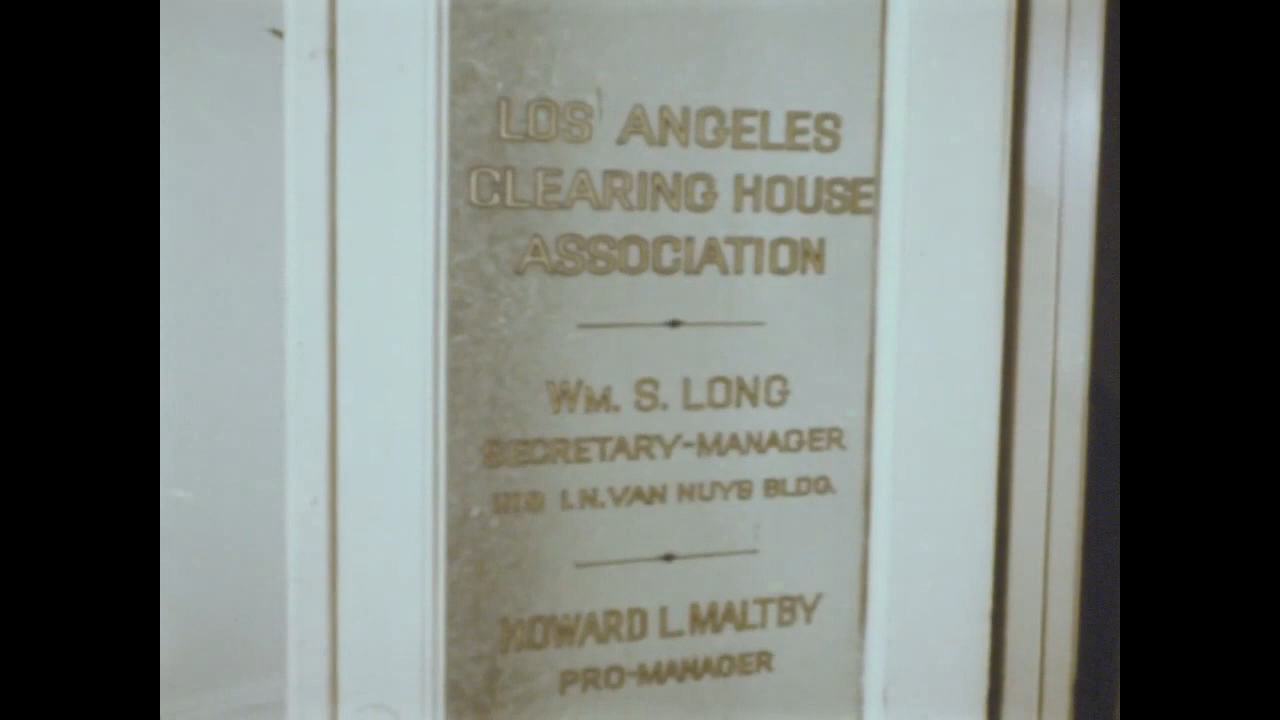 LOS ANGELES
CLEARING HOUSE
ASSOCIATION
WM. S. LONG
SECRETARY-MANAGER
I.N. VAN NUYS BLDG.
HOWARD L. MALTBY
PRO-MANAGER